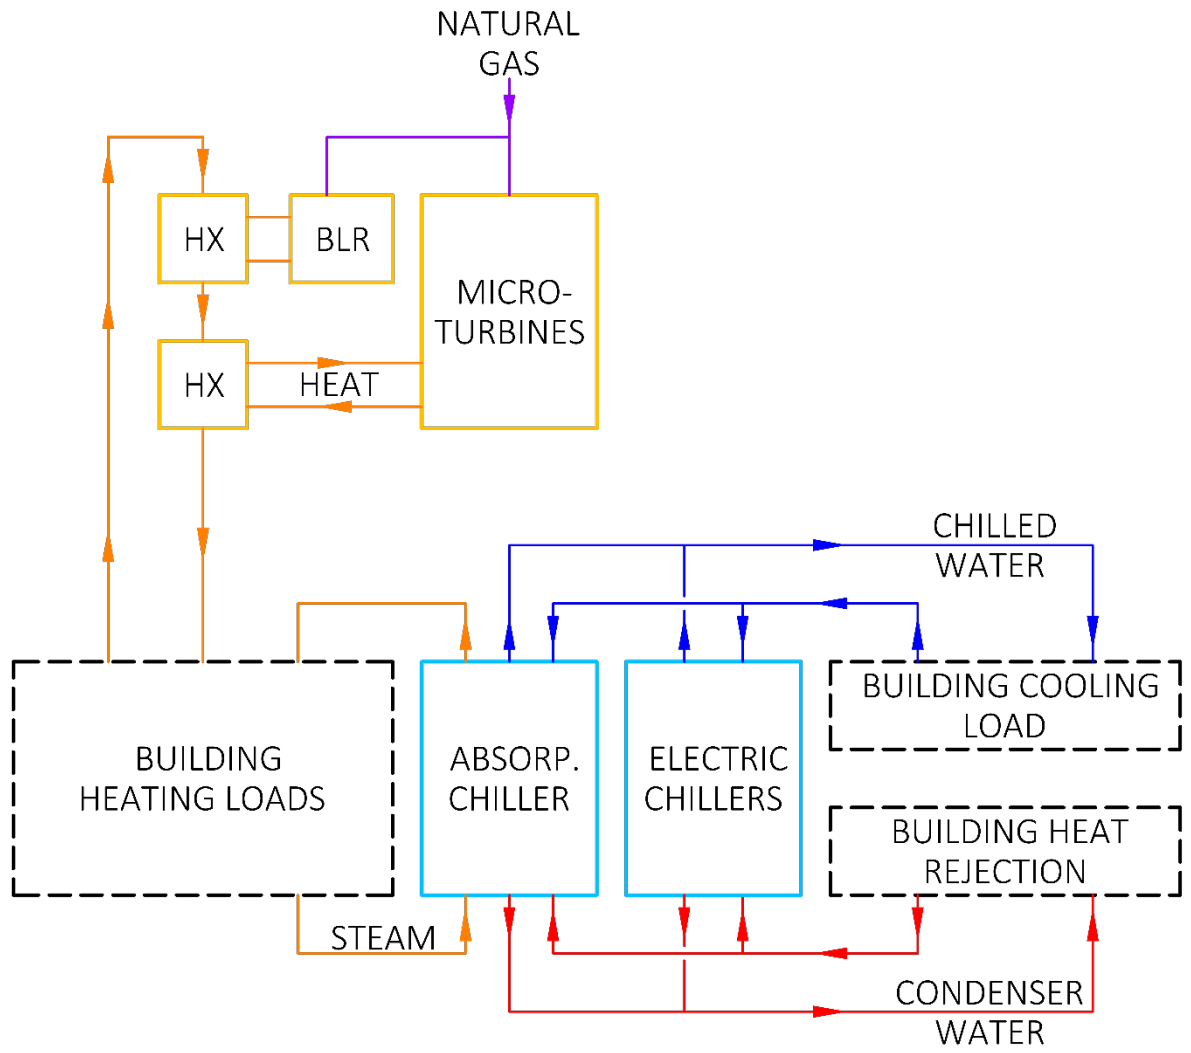 NATURAL
GAS
HX
BLR
MICRO-
TURBINES
HX
HEAT
CHILLED
WATER
BUILDING
HEATING LOADS
ABSORP.
CHILLER
ELECTRIC
CHILLERS
BUILDING COOLING
LOAD
BUILDING HEAT
REJECTION
STEAM
CONDENSER
WATER